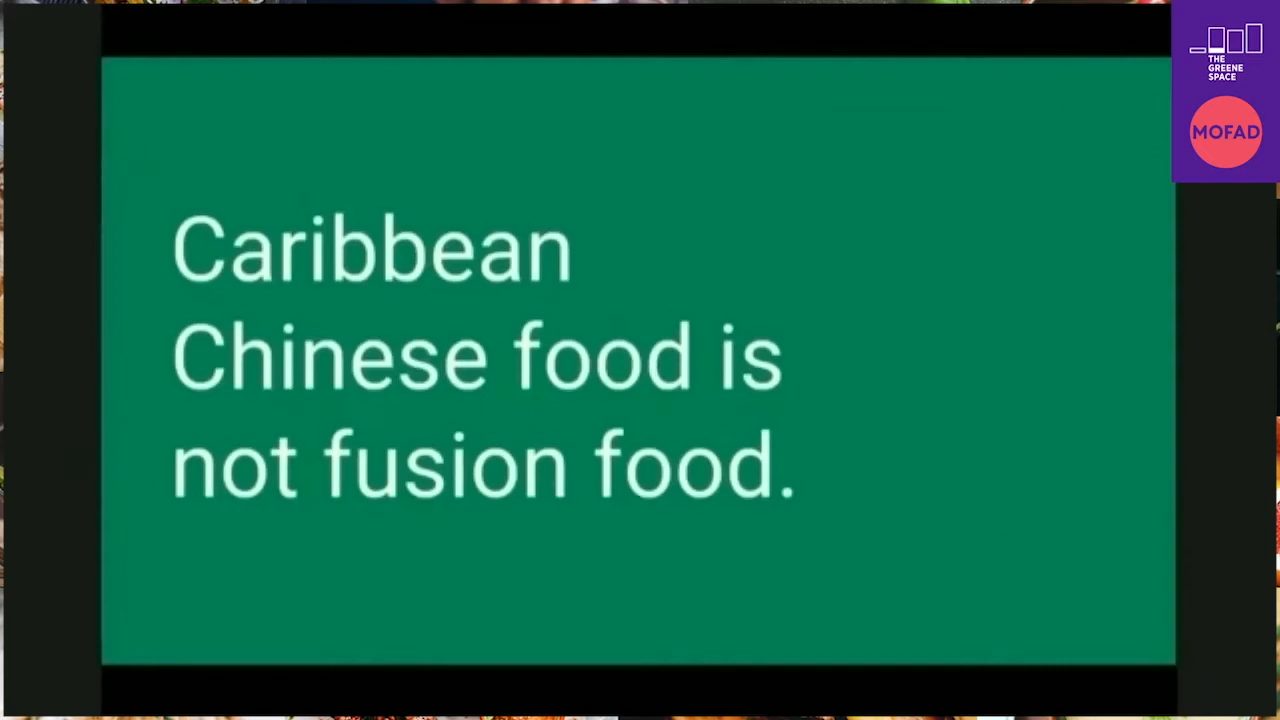 Caribbean
Chinese food is
not fusion food.
THE
GREENE
SPACE
MOFAD